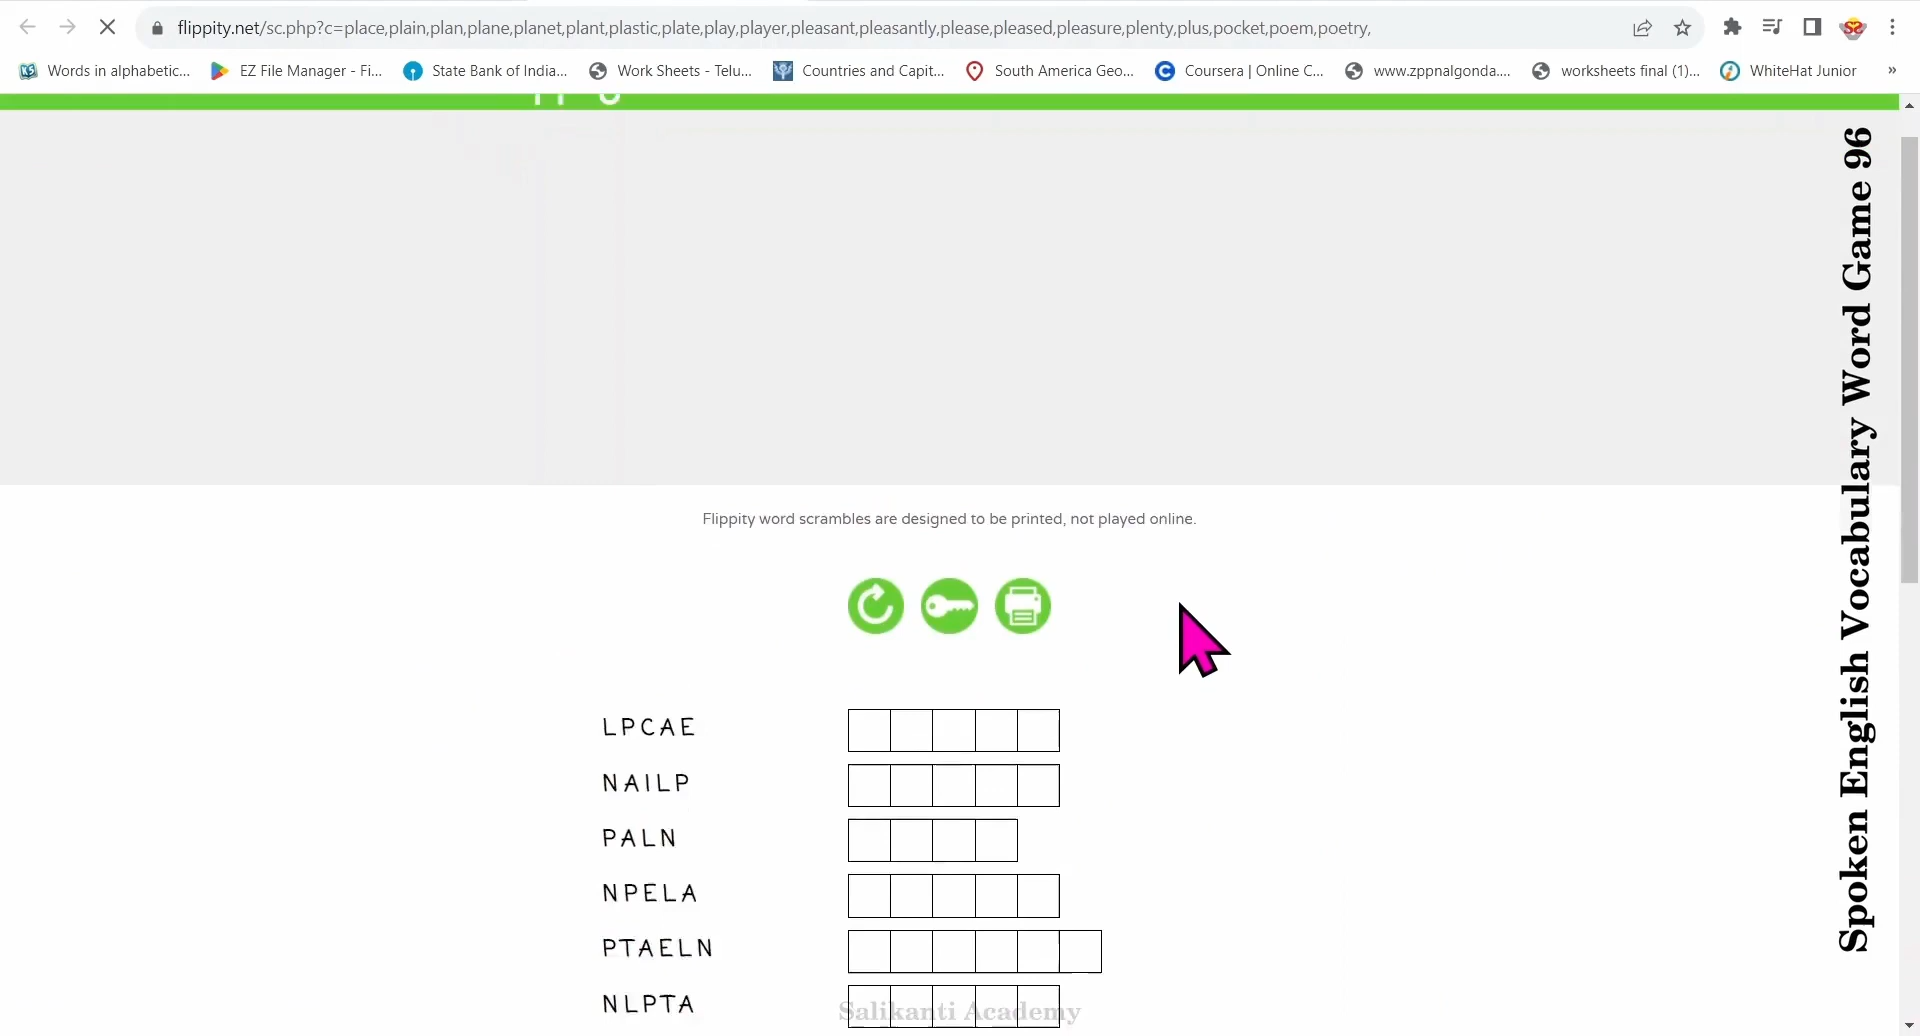 flippity.net/sc.php?c=place,plain,plan,plane,planet,plant,plastic,plate,play,player,pleasant,pleasantly,please,pleased,pleasure,plenty,plus,pocket,poem,poetry,
Words in alphabetic... EZ File Manager - Fi... State Bank of India... Work Sheets - Telu... Countries and Capit... South America Geo... Coursera | Online C... www.zppnalgonda.... worksheets final (1)... WhiteHat Junior »
Spoken English Vocabulary Word Game 96
Flippity word scrambles are designed to be printed, not played online.
LPCAE
NAILP
PALN
NPELA
PTAELN
NLPTA
Salikanti Academy